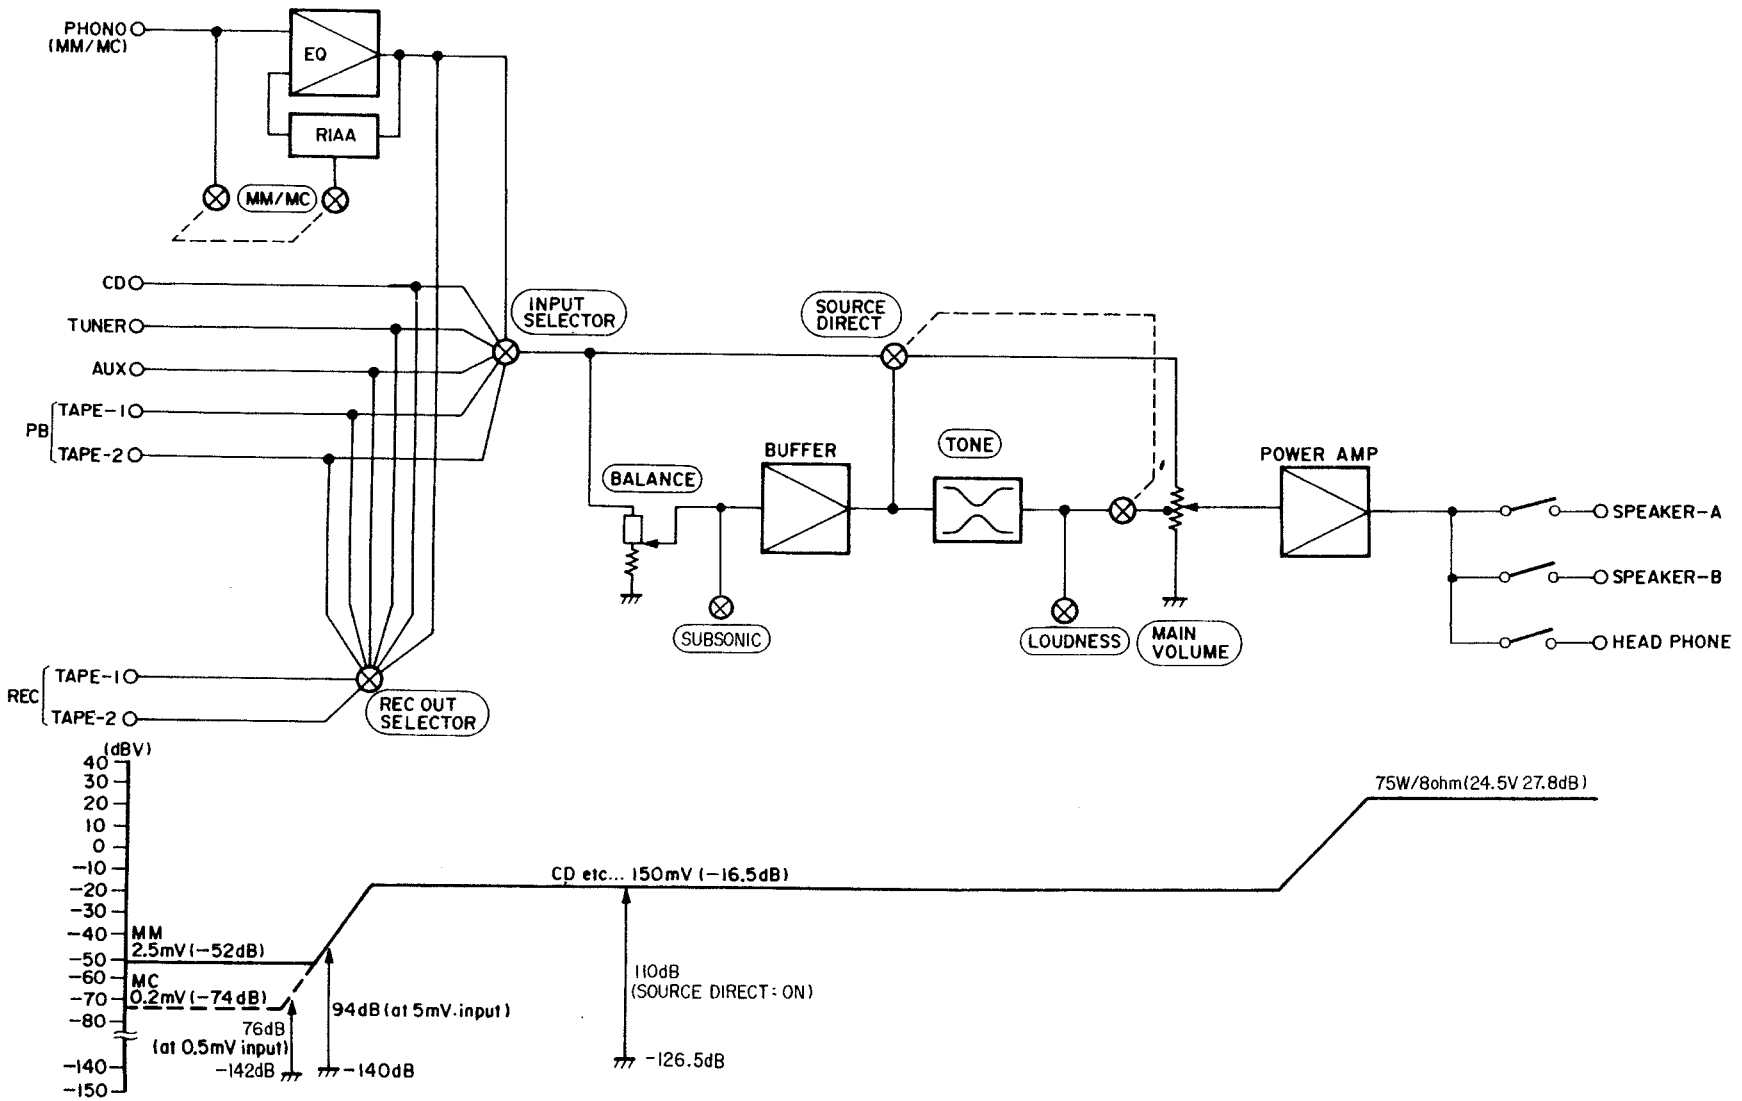 PHONO
(MM/MC)
EQ
RIAA
MM/MC
CD
TUNER
AUX
PB
TAPE-1
TAPE-2
INPUT
SELECTOR
SOURCE
DIRECT
BALANCE
BUFFER
TONE
POWER AMP
SUBSONIC
LOUDNESS
MAIN
VOLUME
SPEAKER-A
SPEAKER-B
HEAD PHONE
REC
TAPE-1
TAPE-2
REC OUT
SELECTOR
(dBV)
40
30
20
10
0
-10
-20
-30
-40
-50
-60
-70
-80
-140
-150
MM
2.5mV (-52dB)
MC
0.2mV (-74dB)
76dB
(at 0.5mV input)
-142dB
94dB (at 5mV. input)
-140dB
CD etc... 150mV (-16.5dB)
110dB
(SOURCE DIRECT: ON)
-126.5dB
75W/8ohm (24.5V 27.8dB)